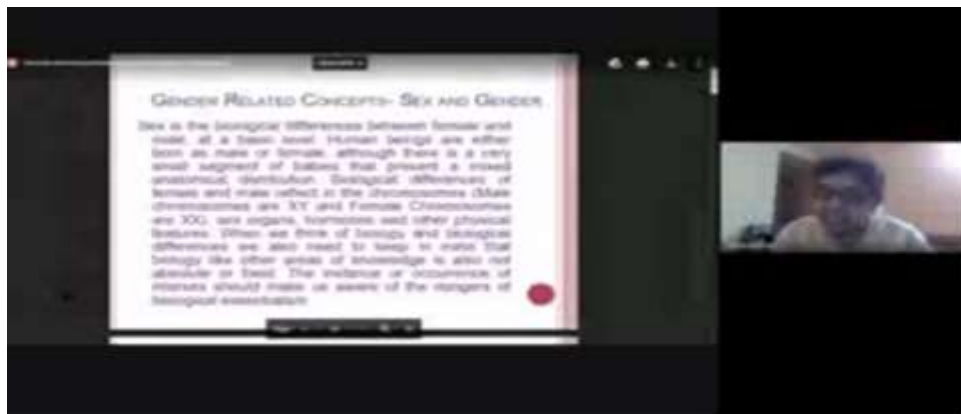 GENDER RELATED CONCEPTS- SEX AND GENDER
Sex is the biological differences between female and
male, at a basic level. Human beings are either
born as male or female, although there is a very
small segment of babies that present a mixed
anatomical distribution. Biological differences of
female and male reflect in the chromosomes (Male
chromosomes are XY and Female Chromosomes
are XX), sex organs, hormones and other physical
features. When we think of biology and biological
differences we also need to keep in mind that
biology like other areas of knowledge is also not
absolute or fixed. The instance or occurrence of
intersex should make us aware of the dangers of
biological essentialism